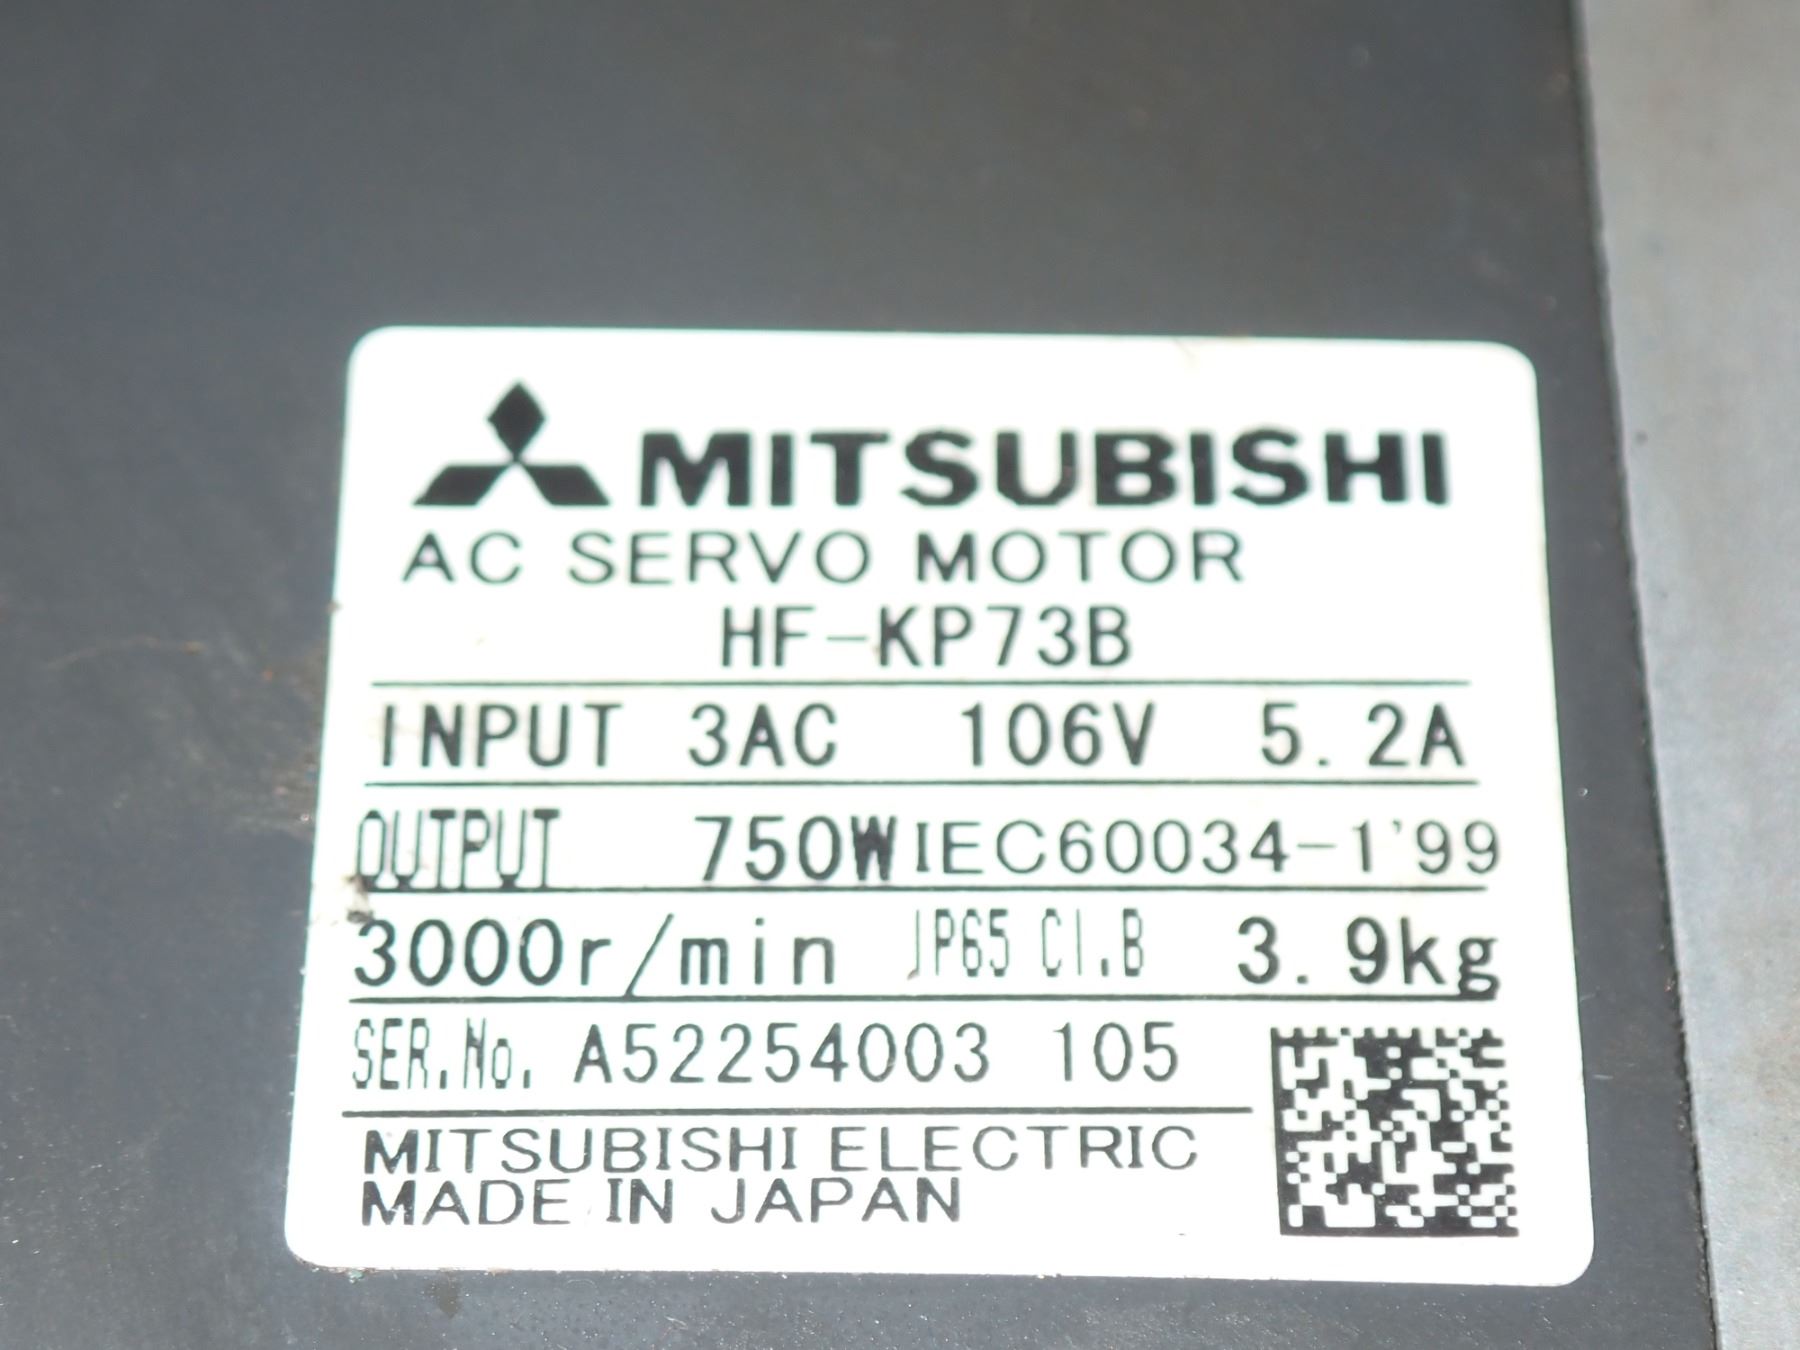 MITSUBISHI
AC SERVO MOTOR
HF-KP73B
INPUT 3AC 106V 5.2A
OUTPUT 750W IEC60034-1'99
3000r/min IP65 Cl.B 3.9kg
SER.No. A52254003 105
MITSUBISHI ELECTRIC
MADE IN JAPAN